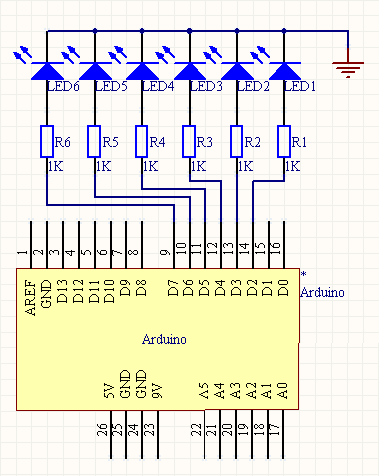 LED6 LED5 LED4 LED3 LED2 LED1
R6 R5 R4 R3 R2 R1
1K 1K 1K 1K 1K 1K
1 2 3 4 5 6 7 8 9 10 11 12 13 14 15 16
AREF GND D13 D12 D11 D10 D9 D8 D7 D6 D5 D4 D3 D2 D1 D0
*
Arduino
Arduino
5V GND GND 9V A5 A4 A3 A2 A1 A0
26 25 24 23 22 21 20 19 18 17